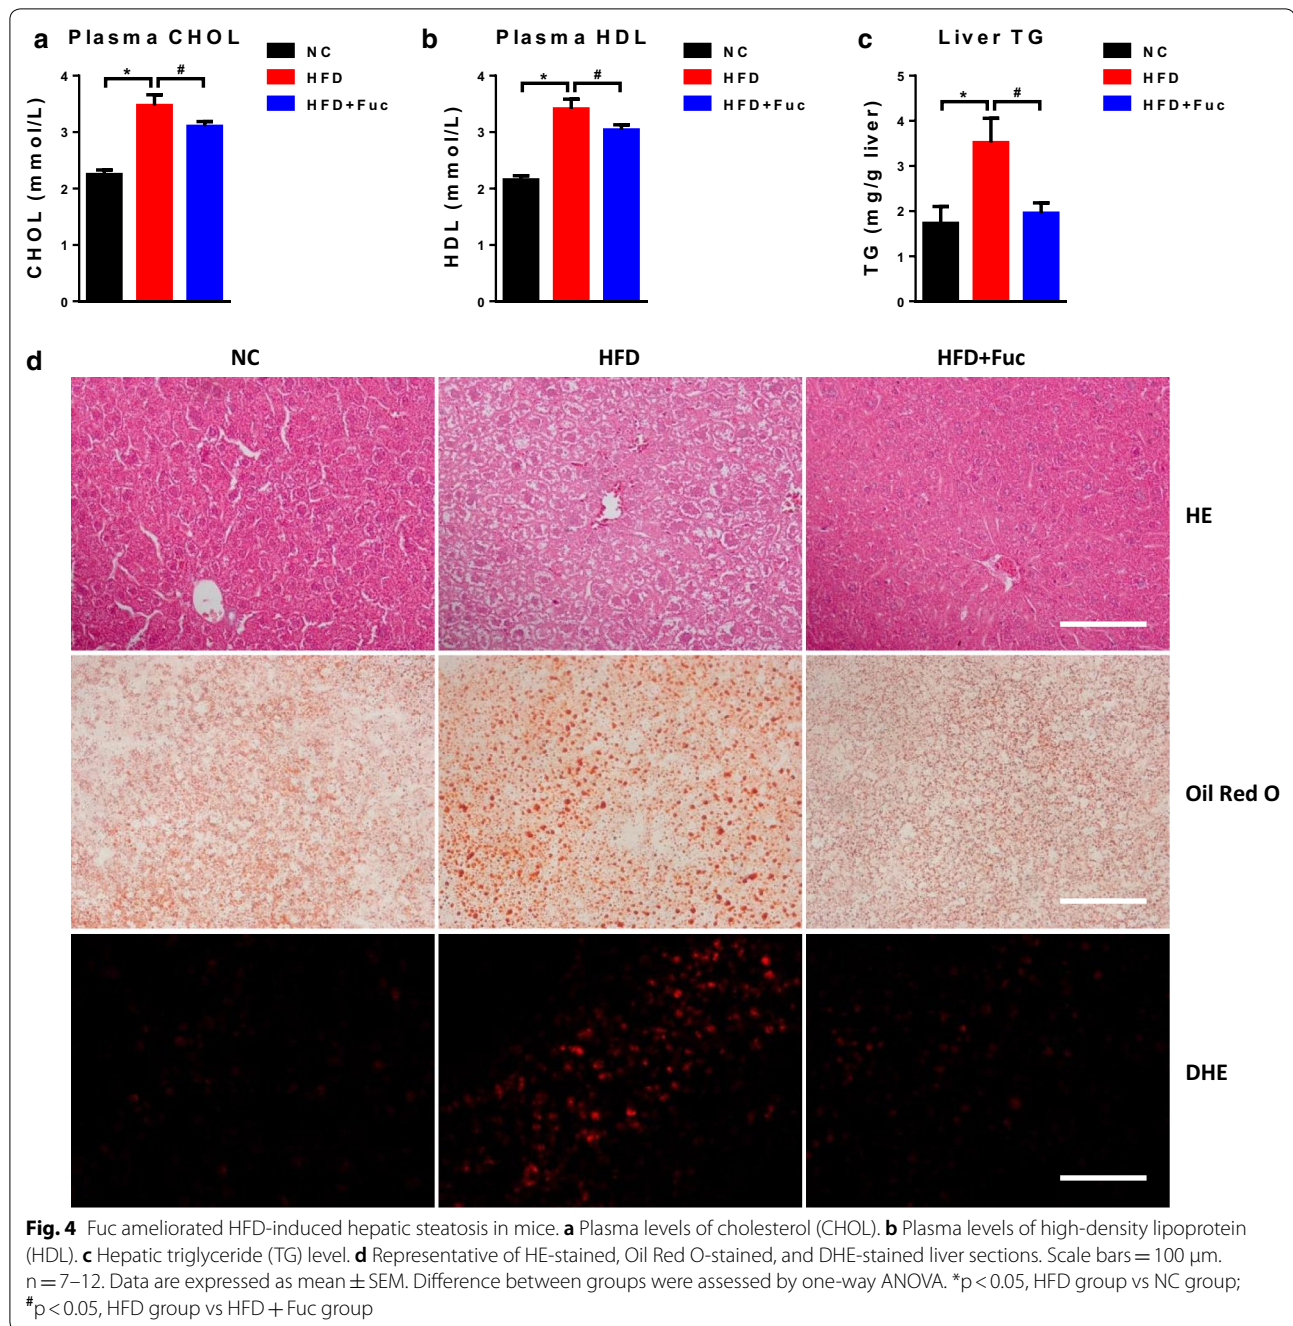 a Plasma CHOL
NC
HFD
HFD+Fuc
CHOL (mmol/L)
4
3
2
1
0
* #
b Plasma HDL
NC
HFD
HFD+Fuc
HDL (mmol/L)
4
3
2
1
0
* #
c Liver TG
NC
HFD
HFD+Fuc
TG (mg/g liver)
5
4
3
2
1
0
* #
d NC HFD HFD+Fuc
HE
Oil Red O
DHE
Fig. 4 Fuc ameliorated HFD-induced hepatic steatosis in mice. a Plasma levels of cholesterol (CHOL). b Plasma levels of high-density lipoprotein
(HDL). c Hepatic triglyceride (TG) level. d Representative of HE-stained, Oil Red O-stained, and DHE-stained liver sections. Scale bars = 100 μm.
n = 7–12. Data are expressed as mean ± SEM. Difference between groups were assessed by one-way ANOVA. *p < 0.05, HFD group vs NC group;
#p < 0.05, HFD group vs HFD + Fuc group